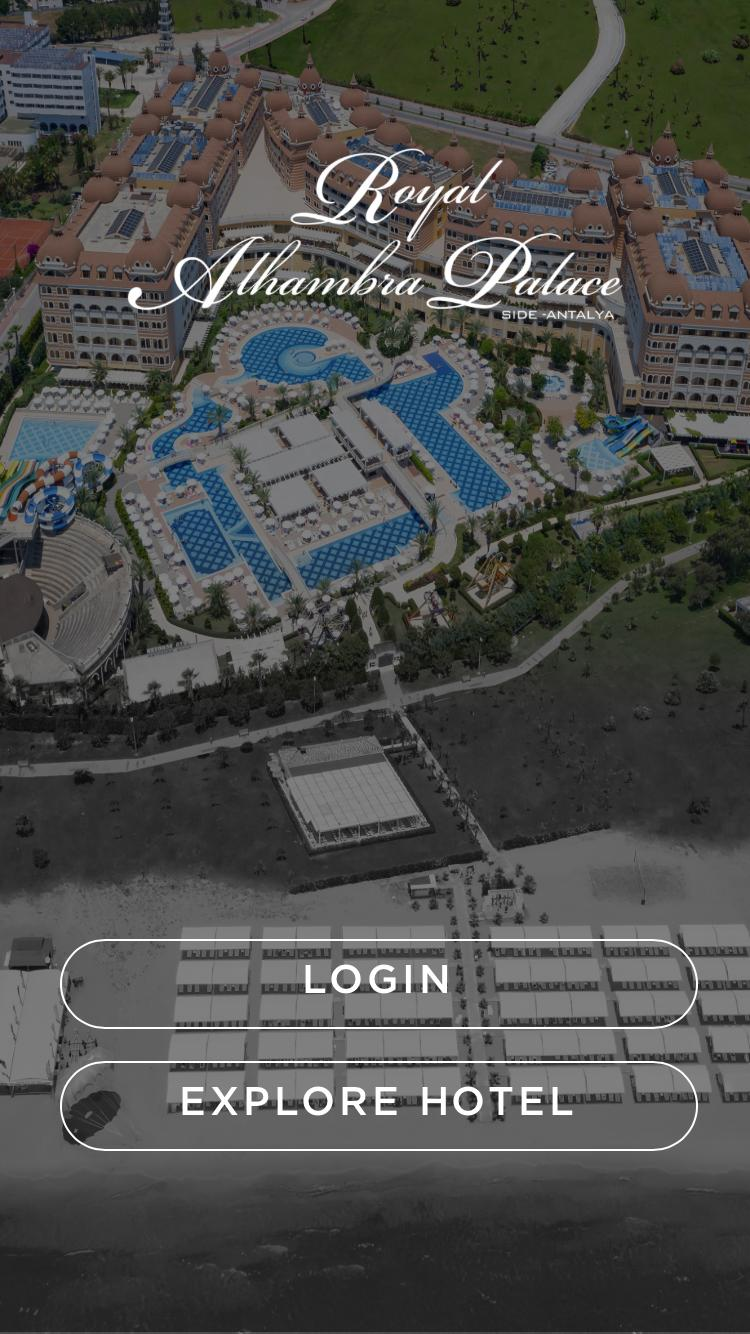 Royal
Alhambra Palace
SIDE -ANTALYA
LOGIN
EXPLORE HOTEL